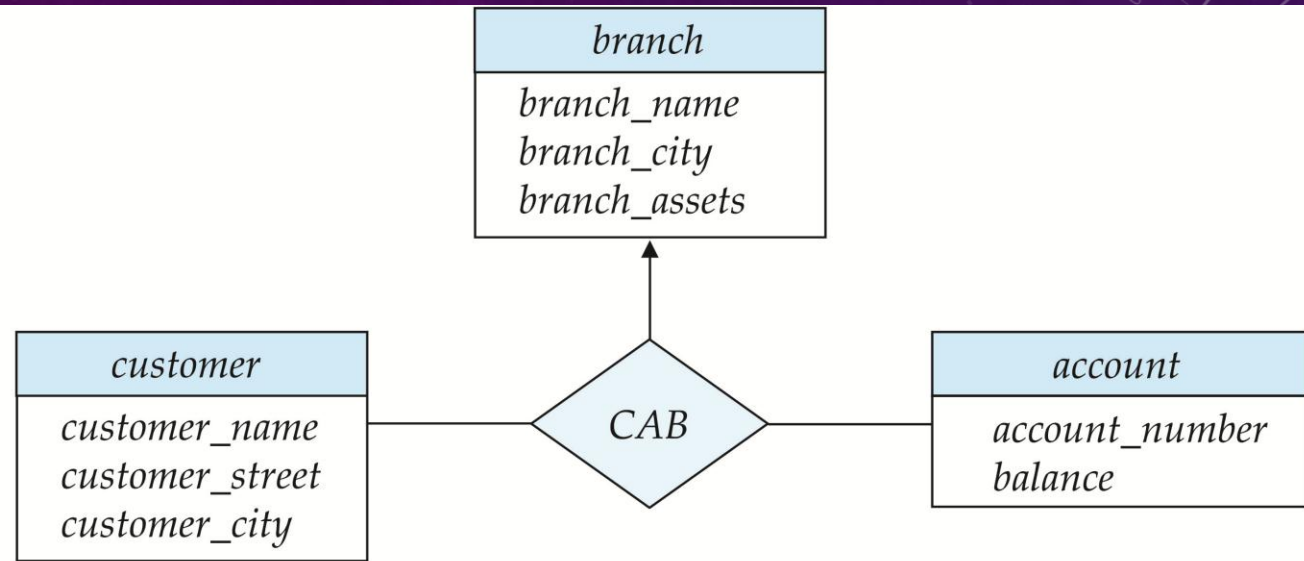 branch
branch_name
branch_city
branch_assets
customer
customer_name
customer_street
customer_city
CAB
account
account_number
balance